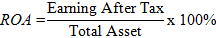 ROA = Earning After Tax / Total Asset x 100%